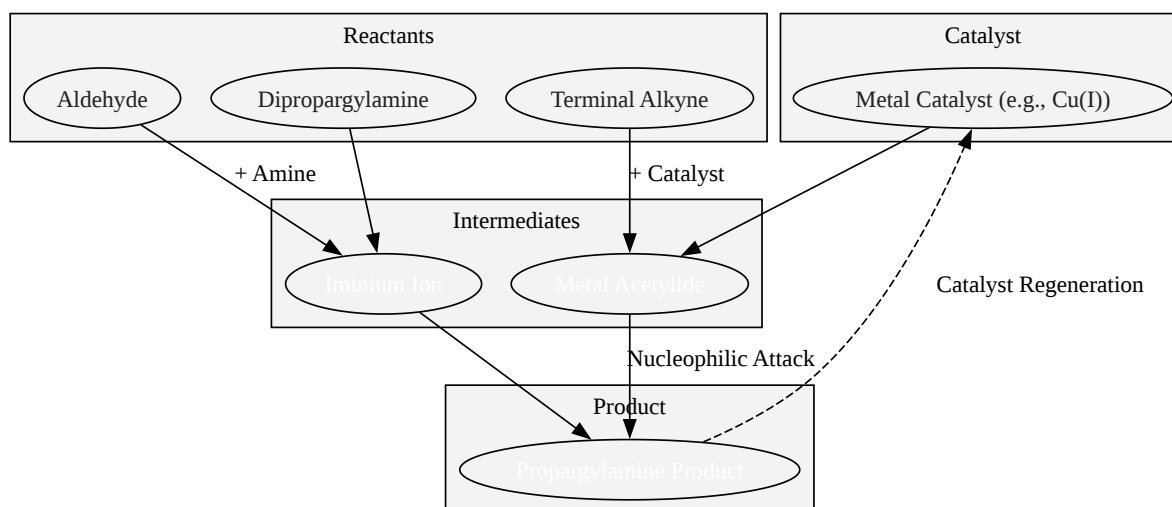 Reactants
Catalyst
Aldehyde
Dipropargylamine
Terminal Alkyne
Metal Catalyst (e.g., Cu(I))
+ Amine
+ Catalyst
Intermediates
Iminium Ion
Metal Acetylide
Catalyst Regeneration
Nucleophilic Attack
Product
Propargylamine Product